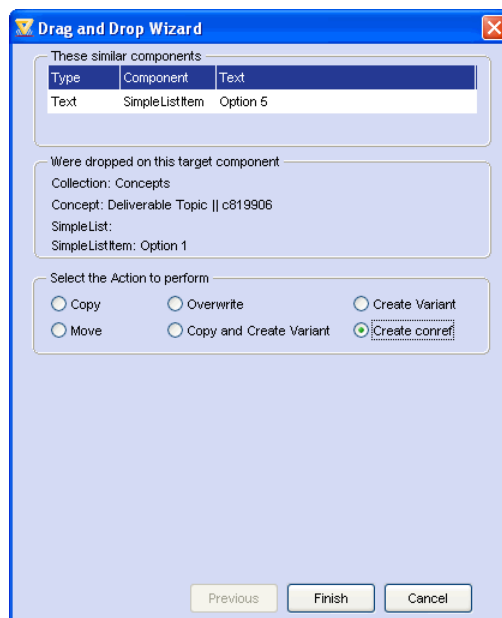 Drag and Drop Wizard
These similar components
Type Component Text
Text SimpleListItem Option 5
Were dropped on this target component
Collection: Concepts
Concept: Deliverable Topic || c819906
SimpleList:
SimpleListItem: Option 1
Select the Action to perform
Copy Overwrite Create Variant
Move Copy and Create Variant Create conref
Previous Finish Cancel